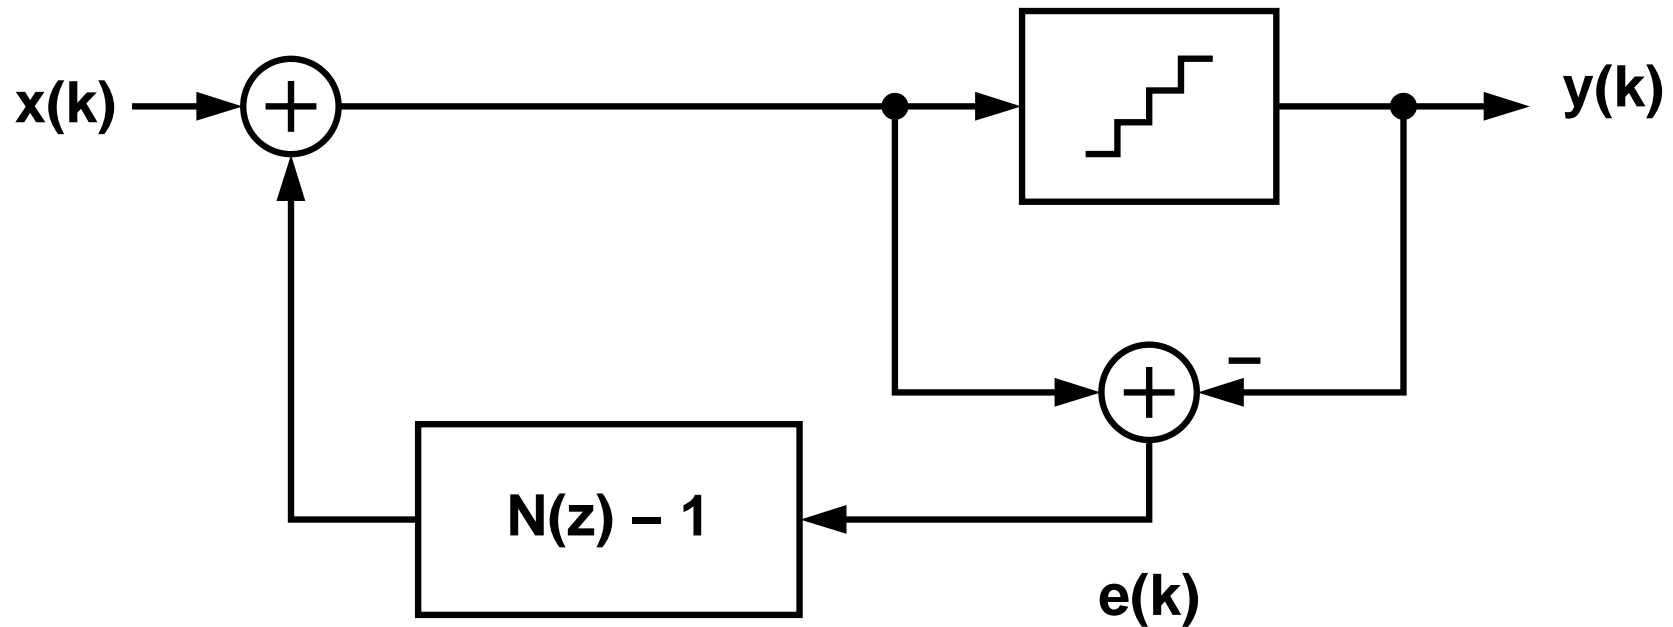 x(k)
y(k)
–
N(z) – 1
e(k)